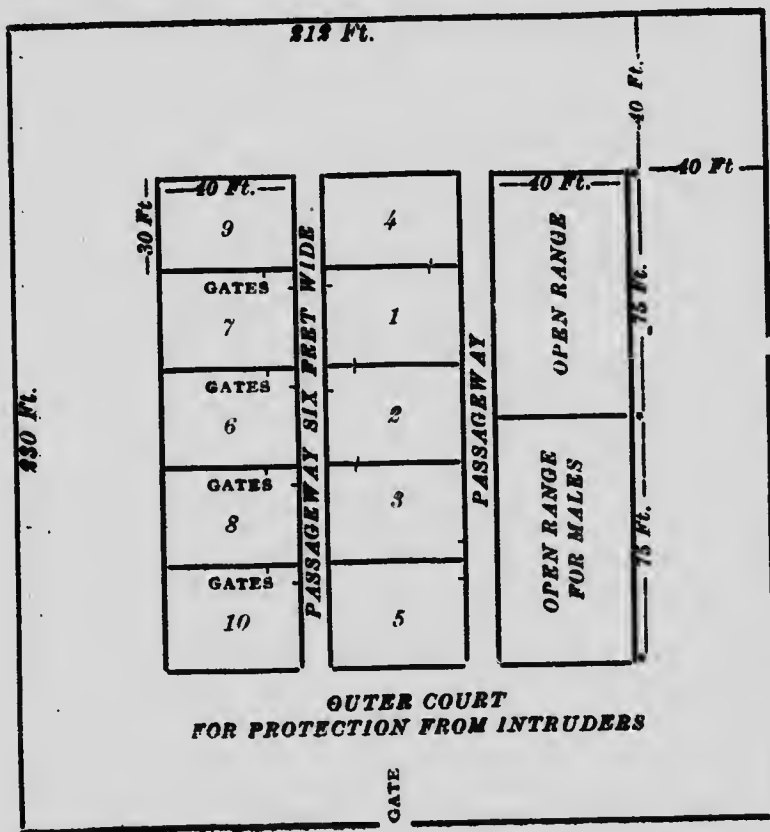 212 Ft.
40 Ft.
40 Ft
40 Ft.
40 Ft.
30 Ft
9
4
GATES
7
1
GATES
6
2
GATES
8
3
GATES
10
5
PASSAGEWAY SIX FEET WIDE
PASSAGEWAY
OPEN RANGE
75 Ft.
OPEN RANGE
FOR MALES
75 Ft.
230 Ft.
OUTER COURT
FOR PROTECTION FROM INTRUDERS
GATE